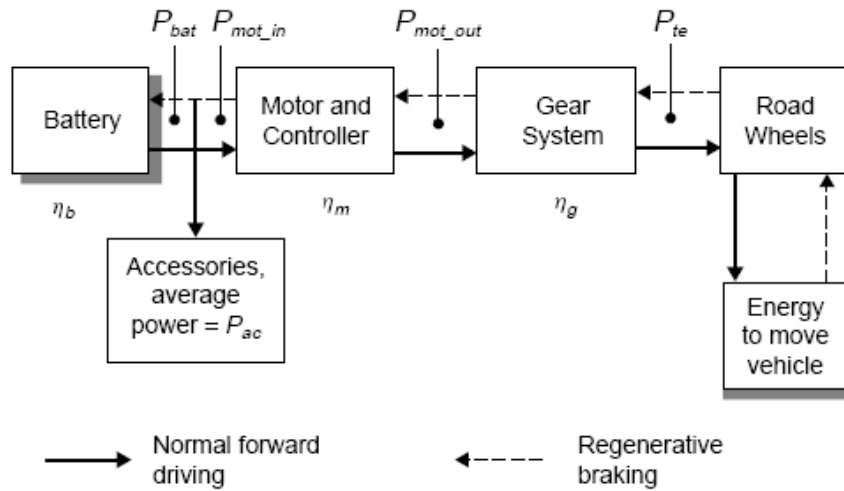 P_bat P_mot_in P_mot_out P_te
Battery
Motor and
Controller
Gear
System
Road
Wheels
η_b η_m η_g
Accessories,
average
power = P_ac
Energy
to move
vehicle
Normal forward
driving
Regenerative
braking